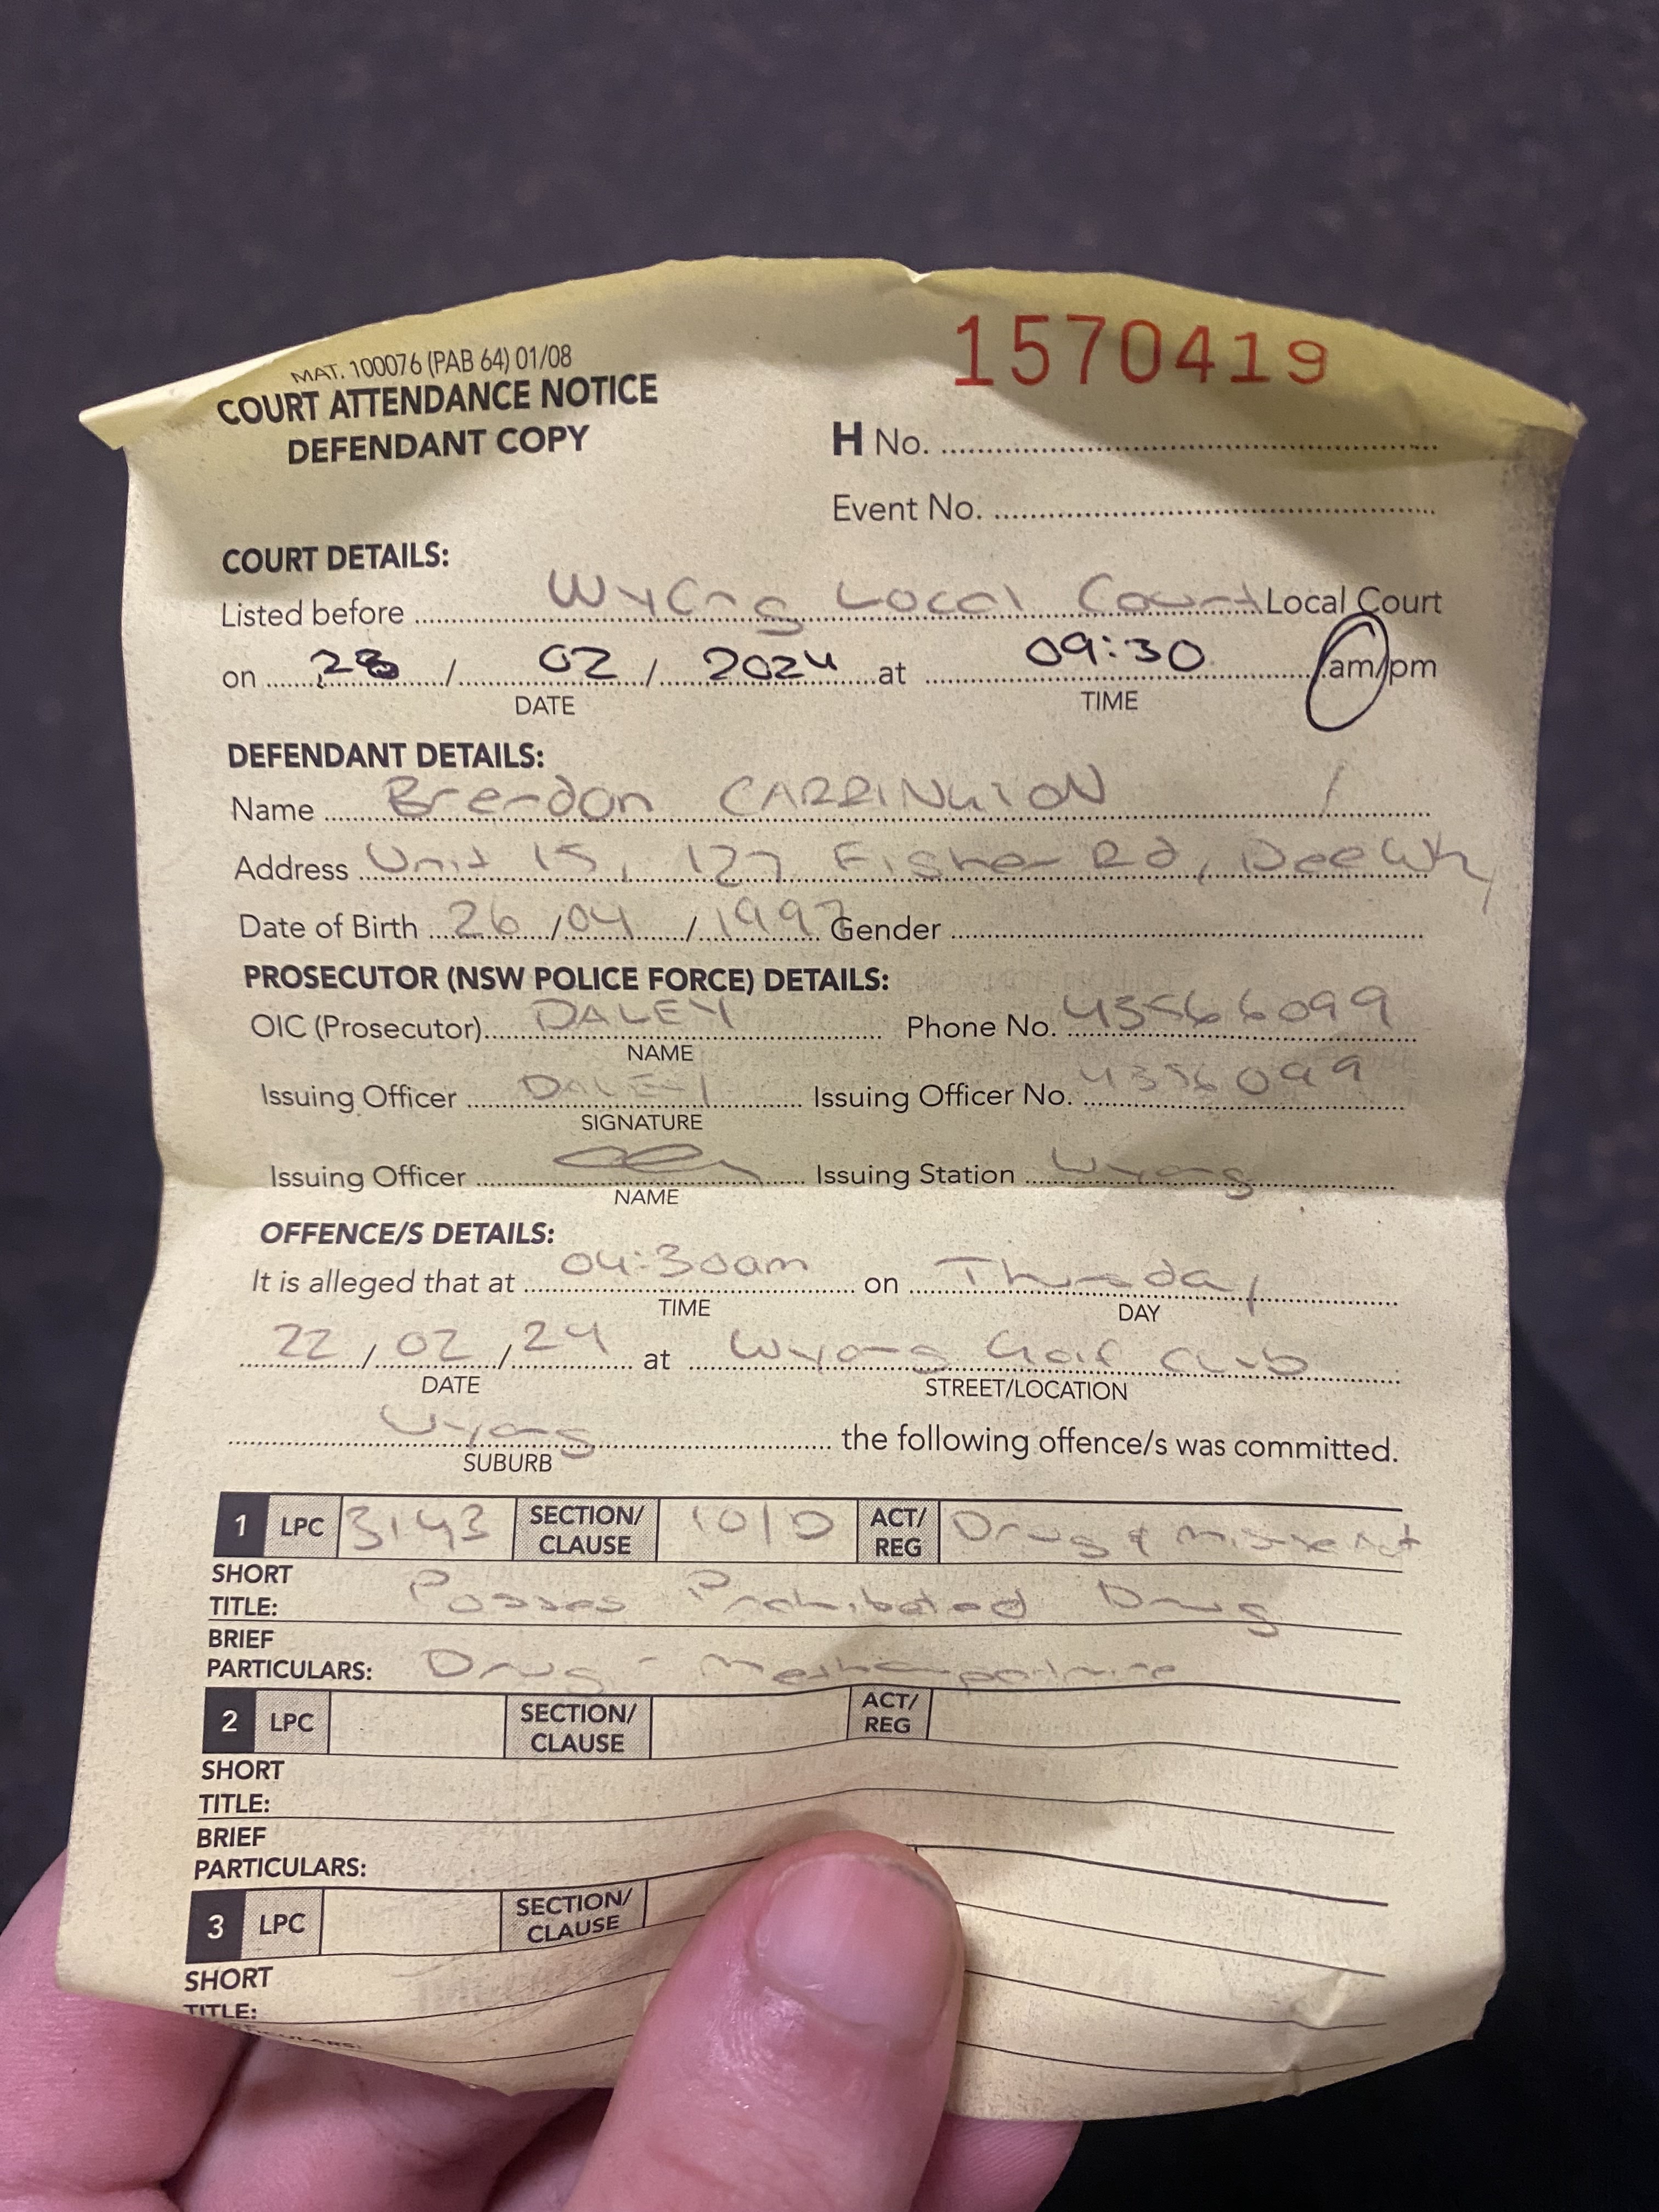 MAT. 100076 (PAB 64) 01/08
1570419
COURT ATTENDANCE NOTICE
DEFENDANT COPY
H No.
Event No.
COURT DETAILS:
Listed before Wyong Local Court Local Court
on 28 / 02 / 2024 at 09:30 am/pm
DATE TIME
DEFENDANT DETAILS:
Name Brendon CARRINGTON
Address Unit 15, 127 Fisher Rd, Dee Why
Date of Birth 26 / 04 / 1997 Gender
PROSECUTOR (NSW POLICE FORCE) DETAILS:
OIC (Prosecutor) DALEY Phone No. 43566099
NAME
Issuing Officer DALEY Issuing Officer No. 4356099
SIGNATURE
Issuing Officer Issuing Station Wyong
NAME
OFFENCE/S DETAILS:
It is alleged that at 04:30am on Thursday
TIME DAY
22 / 02 / 24 at Wyong Golf Club
DATE STREET/LOCATION
Wyong the following offence/s was committed.
SUBURB
1 LPC 3143 SECTION/CLAUSE 10/D ACT/REG Drug & Misuse Act
SHORT
TITLE: Posses Prohibated Drug
BRIEF
PARTICULARS: Drug -
2 LPC SECTION/CLAUSE ACT/REG
SHORT
TITLE:
BRIEF
PARTICULARS:
3 LPC SECTION/CLAUSE
SHORT
TITLE: